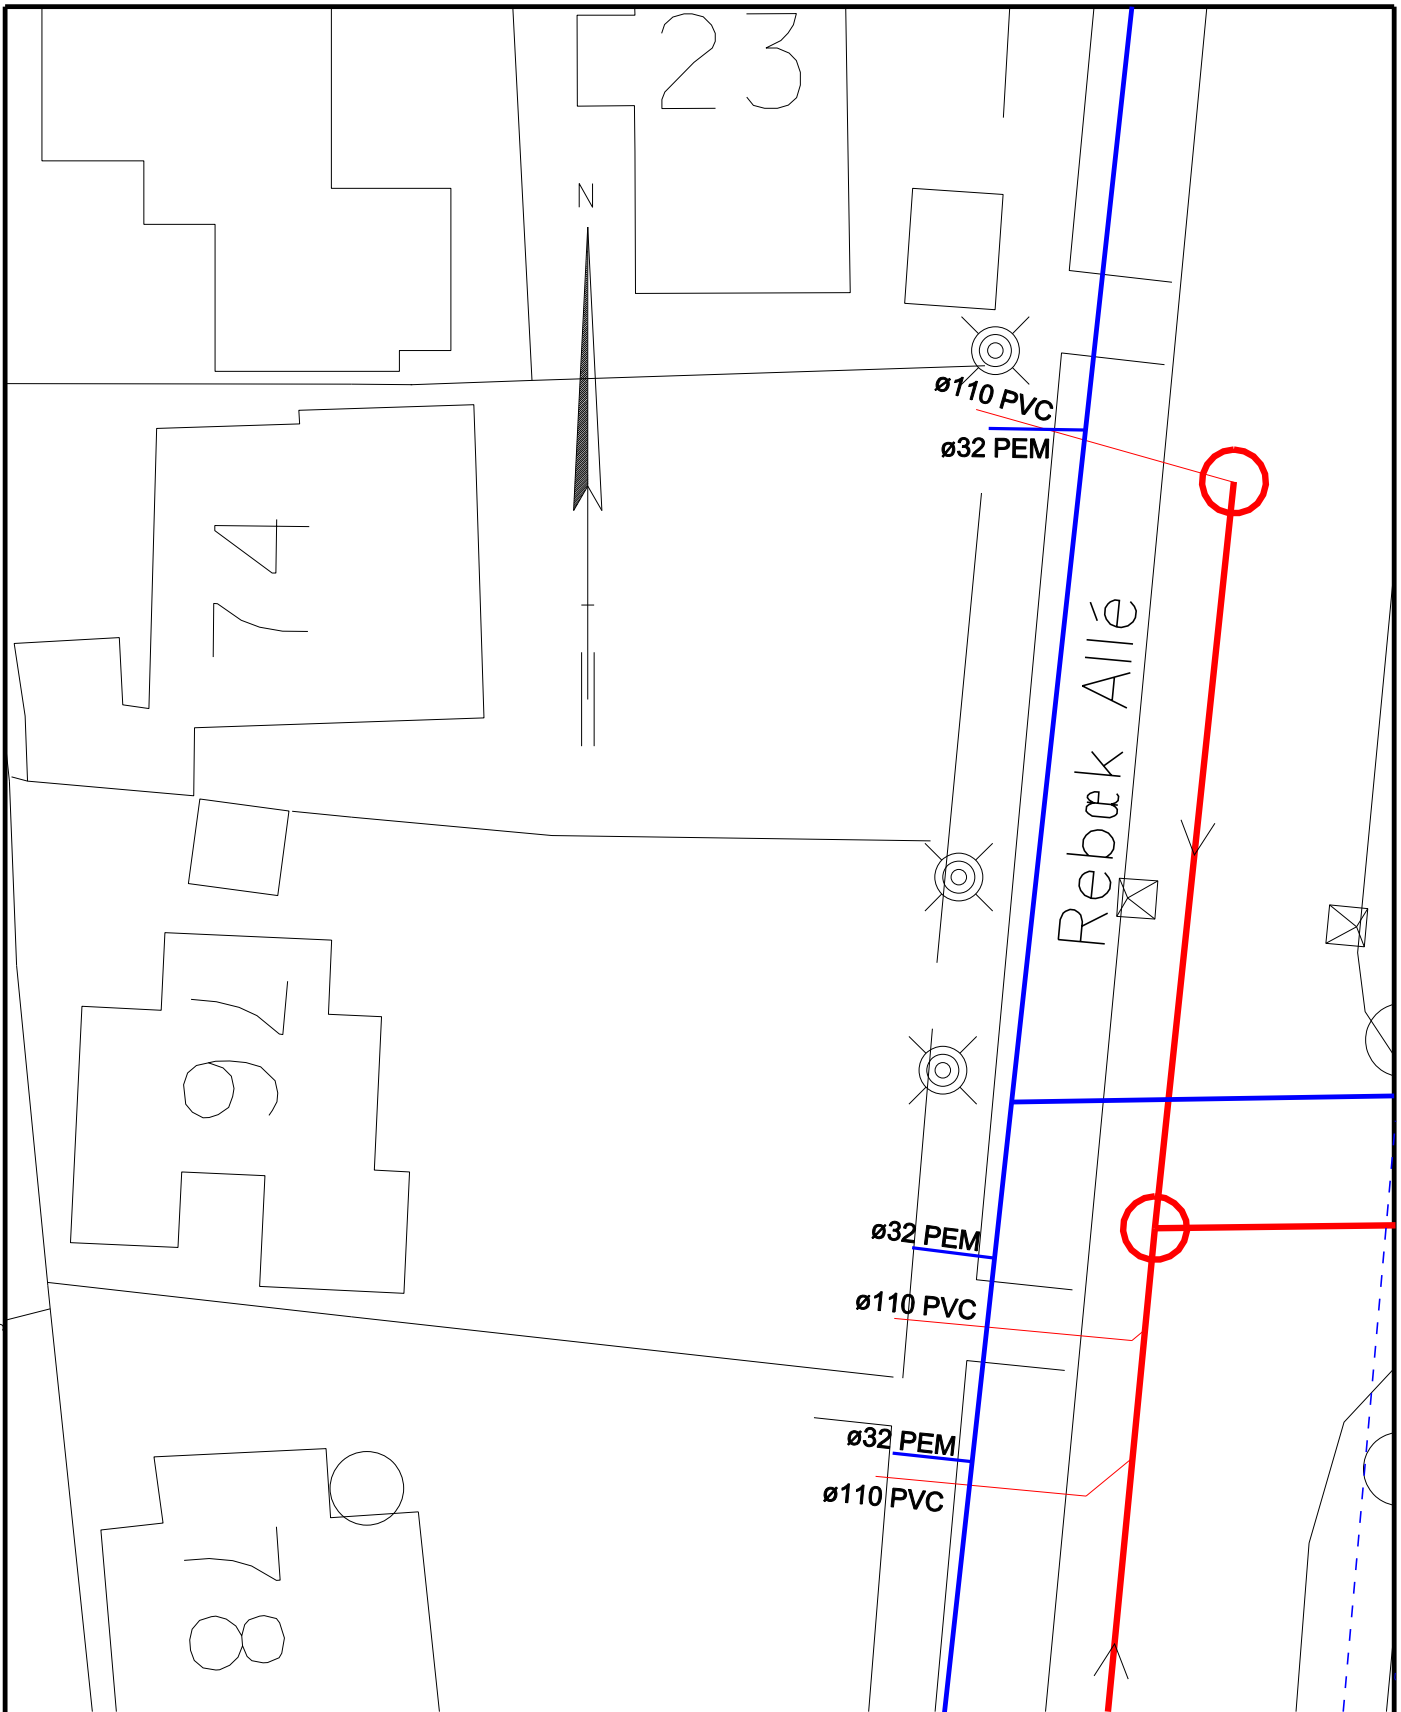 23
N
ø110 PVC
ø32 PEM
74
Rebæk Allé
76
ø32 PEM
ø110 PVC
ø32 PEM
ø110 PVC
78